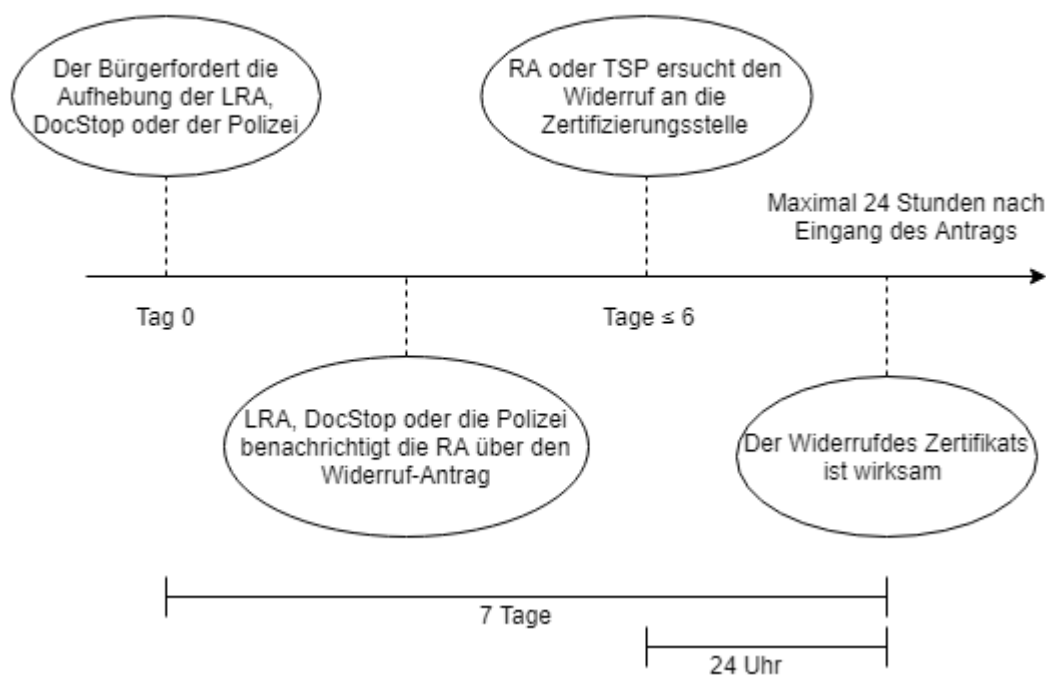 Der Bürgerfordert die
Aufhebung der LRA,
DocStop oder der Polizei
RA oder TSP ersucht den
Widerruf an die
Zertifizierungsstelle
Maximal 24 Stunden nach
Eingang des Antrags
Tag 0
Tage ≤ 6
LRA, DocStop oder die Polizei
benachrichtigt die RA über den
Widerruf-Antrag
Der Widerrufdes Zertifikats
ist wirksam
7 Tage
24 Uhr